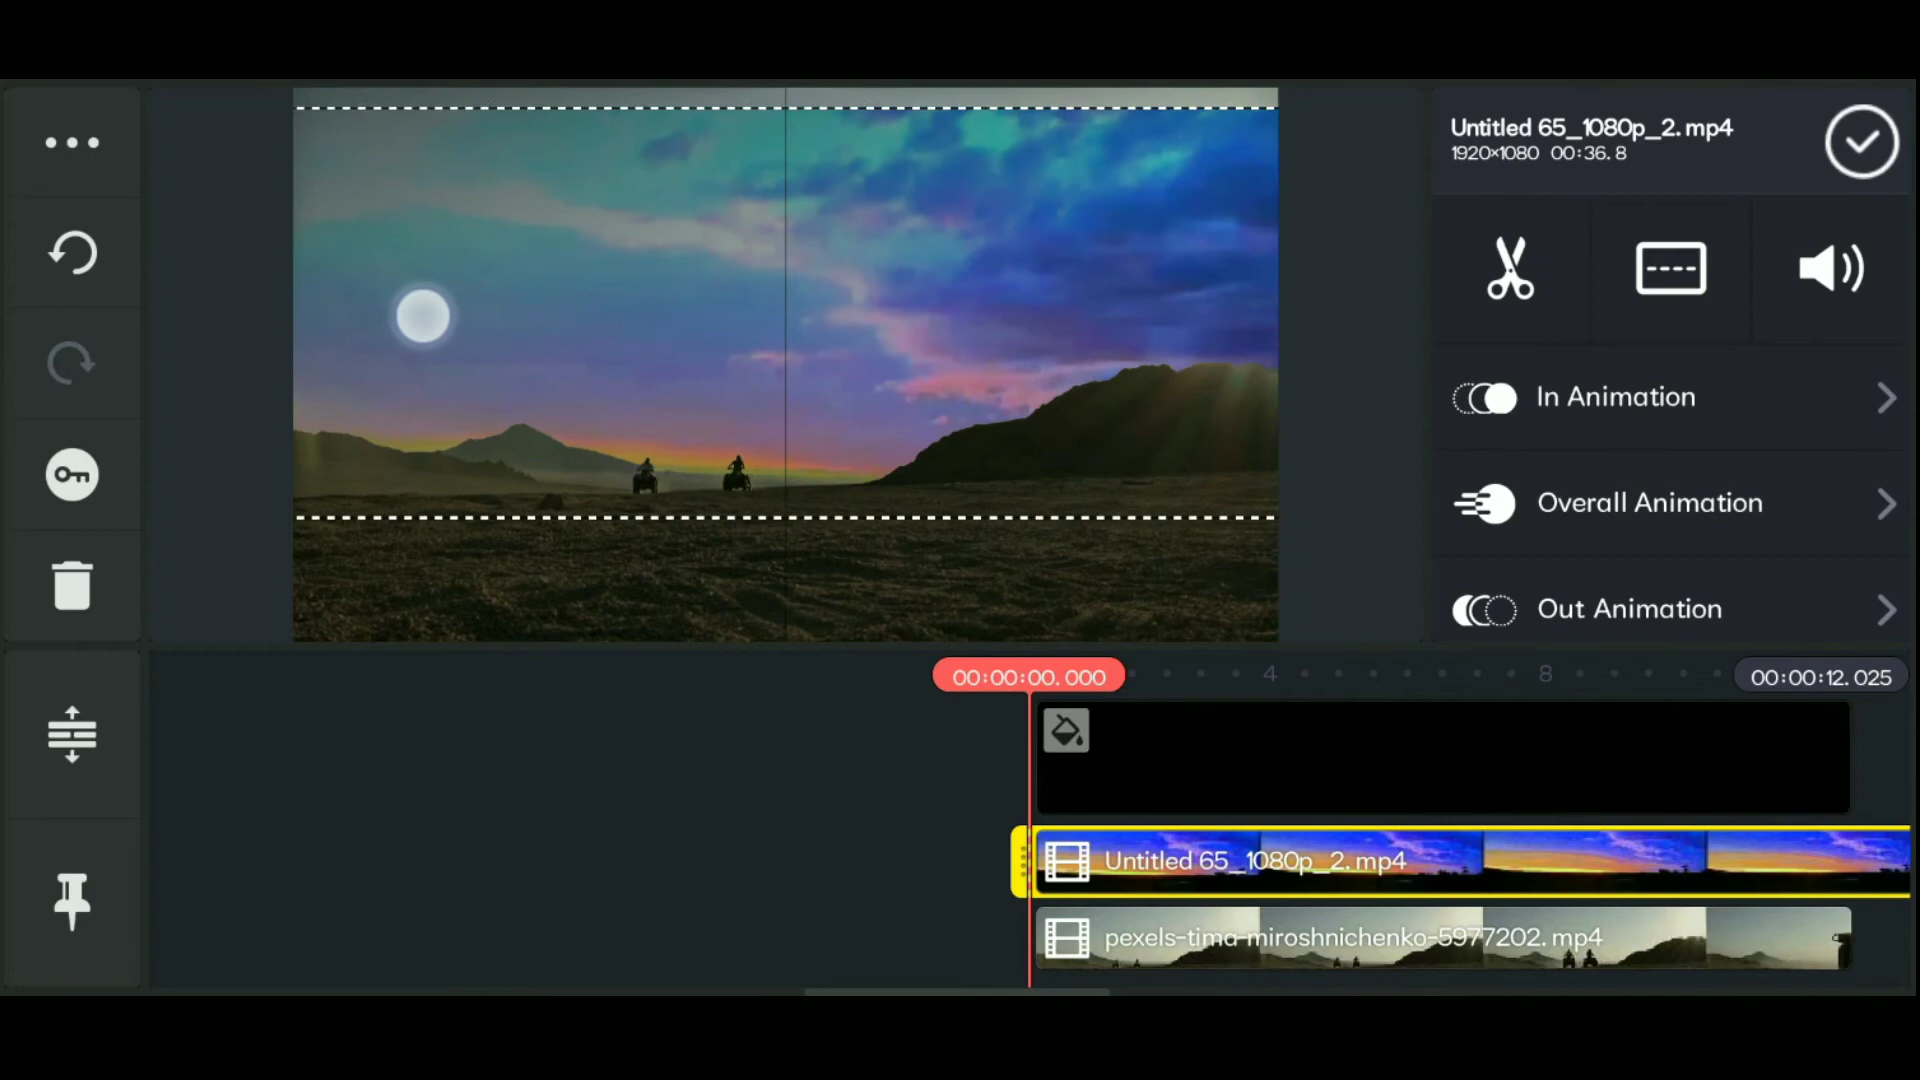 Untitled 65_1080p_2.mp4
1920×1080 00:36.8
In Animation
Overall Animation
Out Animation
00:00:00.000
4
8
00:00:12.025
Untitled 65_1080p_2.mp4
pexels-tima-miroshnichenko-5977202.mp4